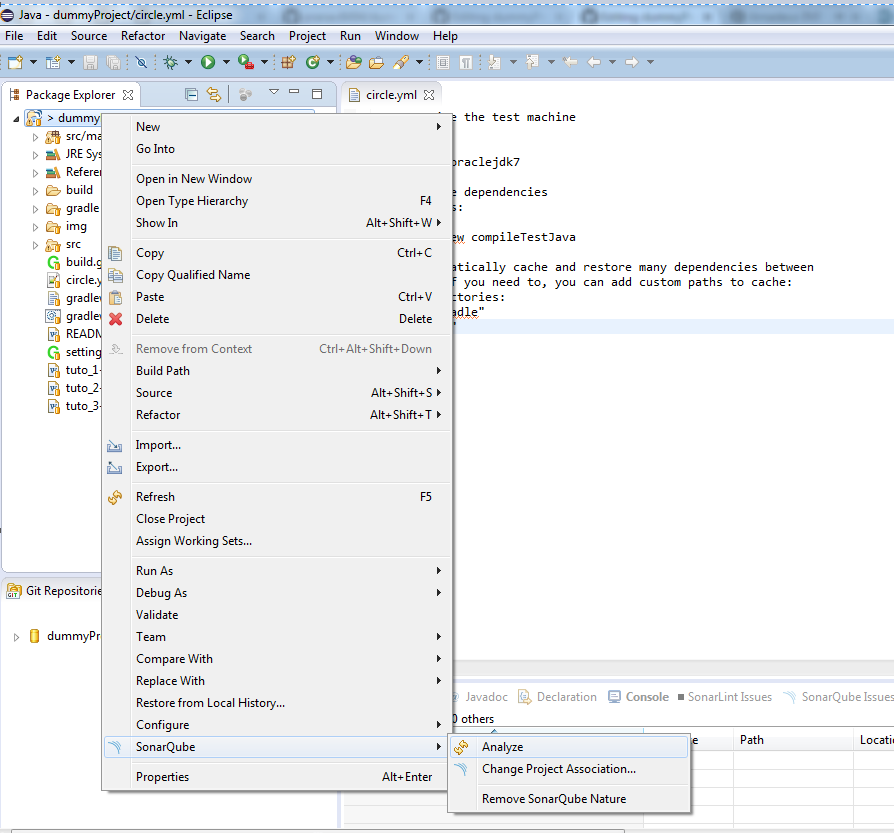 Java - dummyProject/circle.yml - Eclipse
File Edit Source Refactor Navigate Search Project Run Window Help
Package Explorer
circle.yml
> dummy
src/ma
JRE Sys
Referen
build
gradle
img
src
build.g
circle.y
gradlew
gradlew
READM
setting
tuto_1-
tuto_2-
tuto_3-
Git Repositorie
dummyPr
New
Go Into
Open in New Window
Open Type Hierarchy F4
Show In Alt+Shift+W
Copy Ctrl+C
Copy Qualified Name
Paste Ctrl+V
Delete Delete
Remove from Context Ctrl+Alt+Shift+Down
Build Path
Source Alt+Shift+S
Refactor Alt+Shift+T
Import...
Export...
Refresh F5
Close Project
Assign Working Sets...
Run As
Debug As
Validate
Team
Compare With
Replace With
Restore from Local History...
Configure
SonarQube
Properties Alt+Enter
e the test machine
oraclejdk7
e dependencies
s:
ew compileTestJava
atically cache and restore many dependencies between
f you need to, you can add custom paths to cache:
ctories:
adle"
"
Javadoc Declaration Console SonarLint Issues SonarQube Issues
0 others
e Path Locatio
Analyze
Change Project Association...
Remove SonarQube Nature